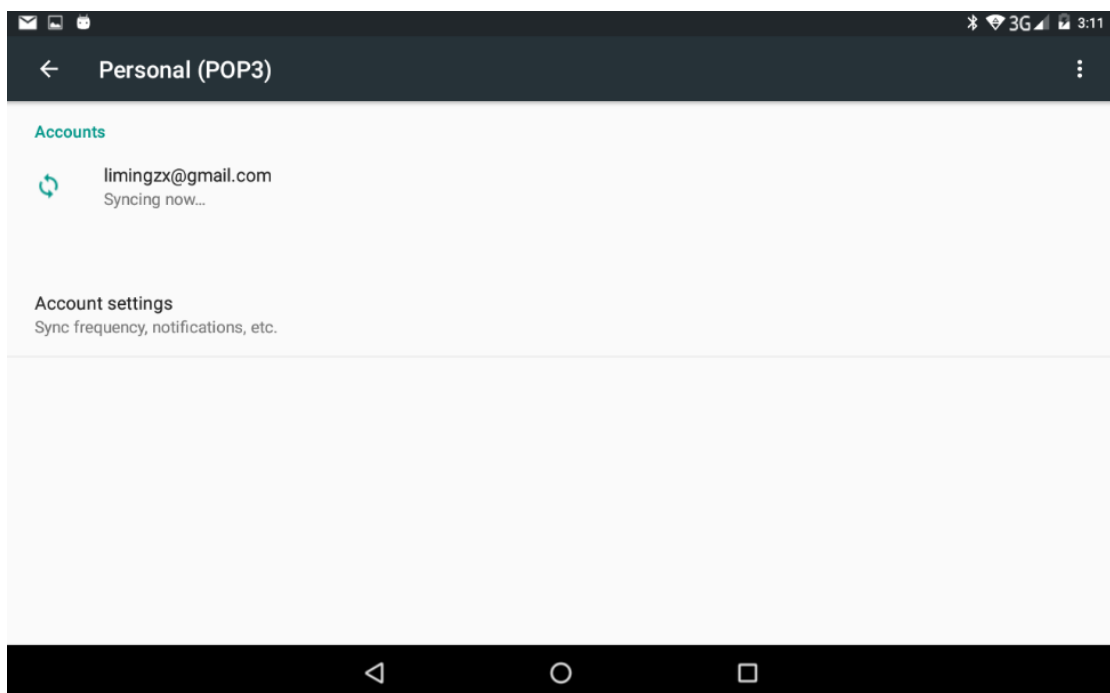 3G 3:11
Personal (POP3)
Accounts
limingzx@gmail.com
Syncing now...
Account settings
Sync frequency, notifications, etc.